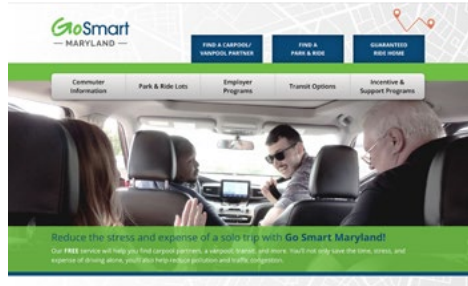 GoSmart
MARYLAND
FIND A CARPOOL/
VANPOOL PARTNER
FIND A
PARK & RIDE
GUARANTEED
RIDE HOME
Commuter
Information
Park & Ride Lots
Employer
Programs
Transit Options
Incentive &
Support Programs
Reduce the stress and expense of a solo trip with Go Smart Maryland!
Our FREE service will help you find carpool partners, a vanpool, transit, and more. You'll not only save the time, stress, and
expense of driving alone, you'll also help reduce pollution and traffic congestion.